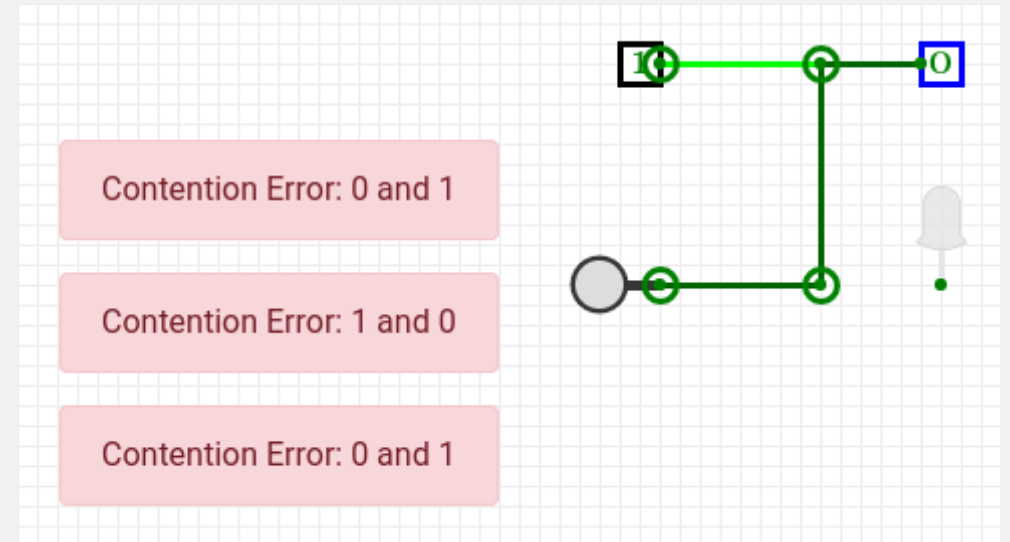 1
0
Contention Error: 0 and 1
Contention Error: 1 and 0
Contention Error: 0 and 1